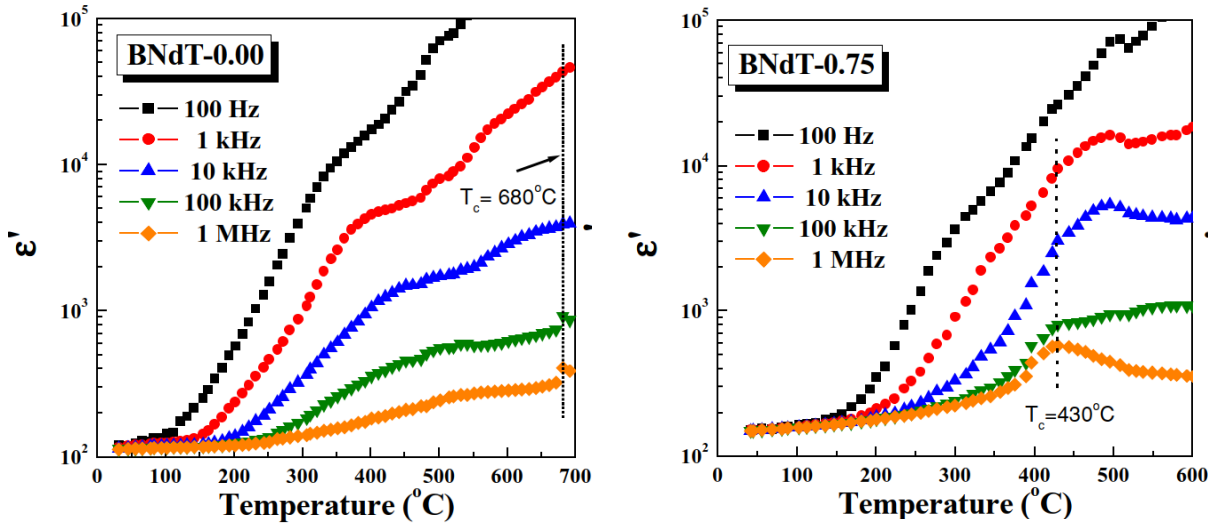 BNdT-0.00
100 Hz
1 kHz
10 kHz
100 kHz
1 MHz
T_c= 680°C
10^5
10^4
10^3
10^2
ε'
0 100 200 300 400 500 600 700
Temperature (°C)
BNdT-0.75
100 Hz
1 kHz
10 kHz
100 kHz
1 MHz
T_c=430°C
10^5
10^4
10^3
10^2
ε'
0 100 200 300 400 500 600
Temperature (°C)